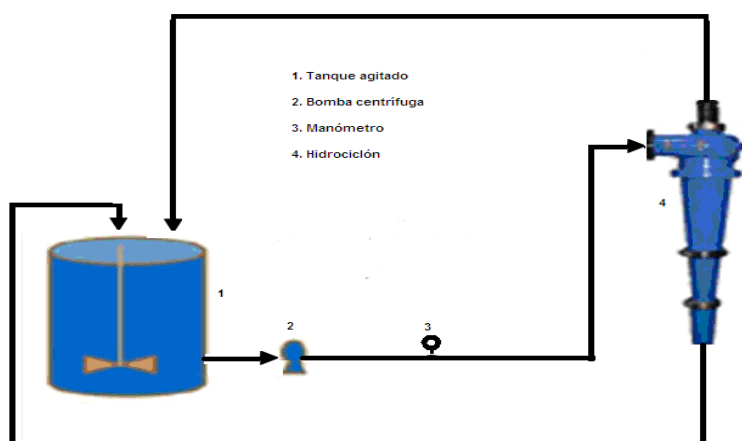 1. Tanque agitado
2. Bomba centrífuga
3. Manómetro
4. Hidrociclón
4
1
2
3